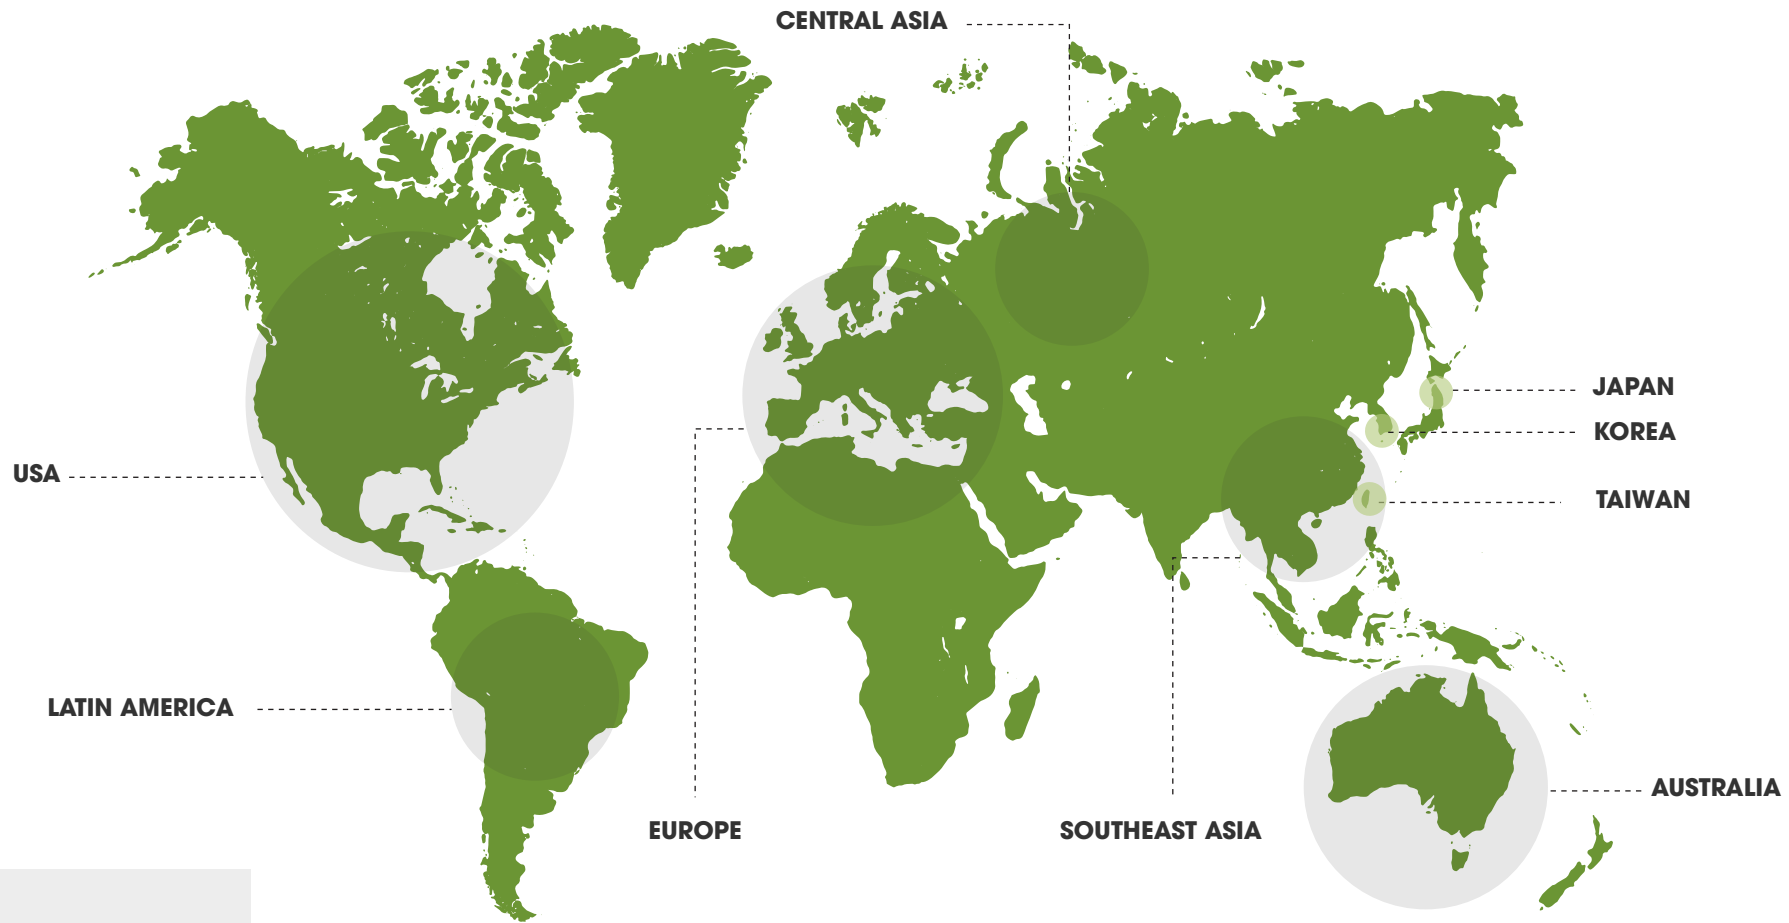 CENTRAL ASIA
JAPAN
KOREA
USA
TAIWAN
LATIN AMERICA
AUSTRALIA
EUROPE
SOUTHEAST ASIA